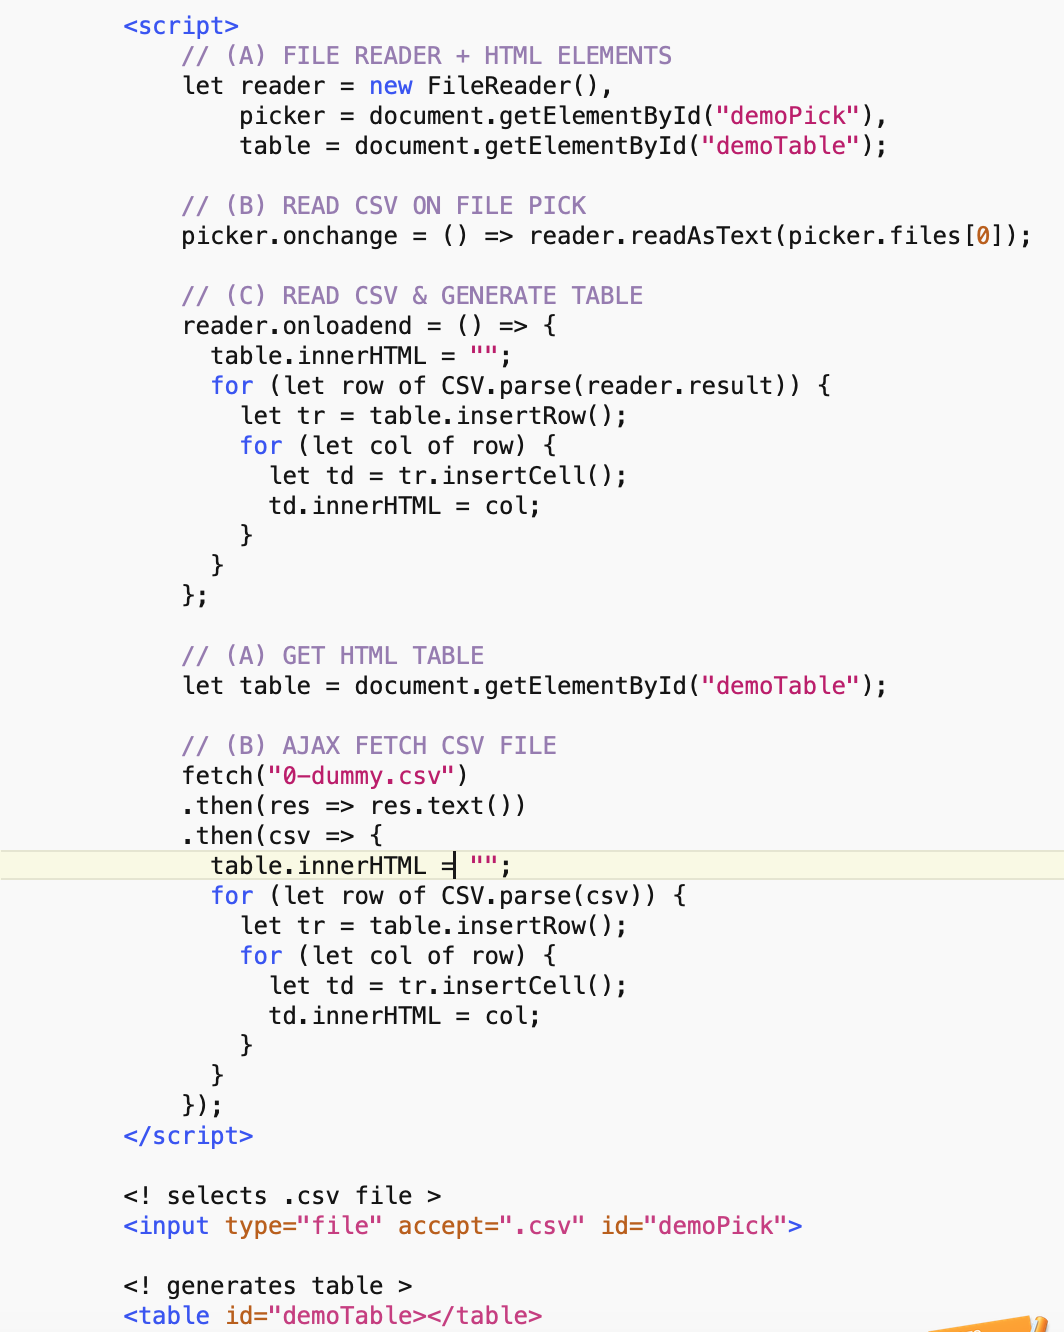 <script>
// (A) FILE READER + HTML ELEMENTS
let reader = new FileReader(),
picker = document.getElementById("demoPick"),
table = document.getElementById("demoTable");
// (B) READ CSV ON FILE PICK
picker.onchange = () => reader.readAsText(picker.files[0]);
// (C) READ CSV & GENERATE TABLE
reader.onloadend = () => {
table.innerHTML = "";
for (let row of CSV.parse(reader.result)) {
let tr = table.insertRow();
for (let col of row) {
let td = tr.insertCell();
td.innerHTML = col;
}
}
};
// (A) GET HTML TABLE
let table = document.getElementById("demoTable");
// (B) AJAX FETCH CSV FILE
fetch("0-dummy.csv")
.then(res => res.text())
.then(csv => {
table.innerHTML = "";
for (let row of CSV.parse(csv)) {
let tr = table.insertRow();
for (let col of row) {
let td = tr.insertCell();
td.innerHTML = col;
}
}
});
</script>
<! selects .csv file >
<input type="file" accept=".csv" id="demoPick">
<! generates table >
<table id="demoTable></table>